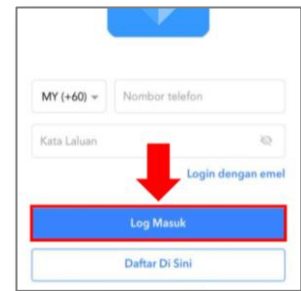 MY (+60) Nombor telefon
Kata Laluan
Login dengan emel
Log Masuk
Daftar Di Sini